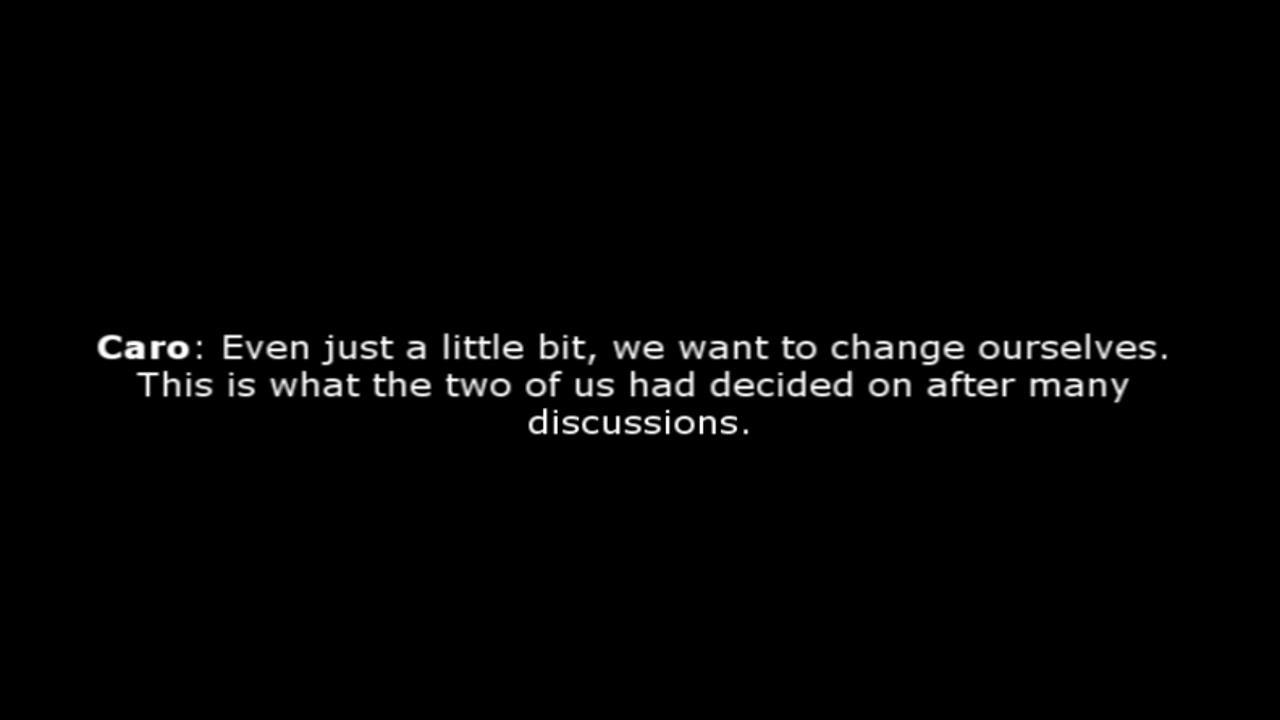 Caro: Even just a little bit, we want to change ourselves.
This is what the two of us had decided on after many
discussions.